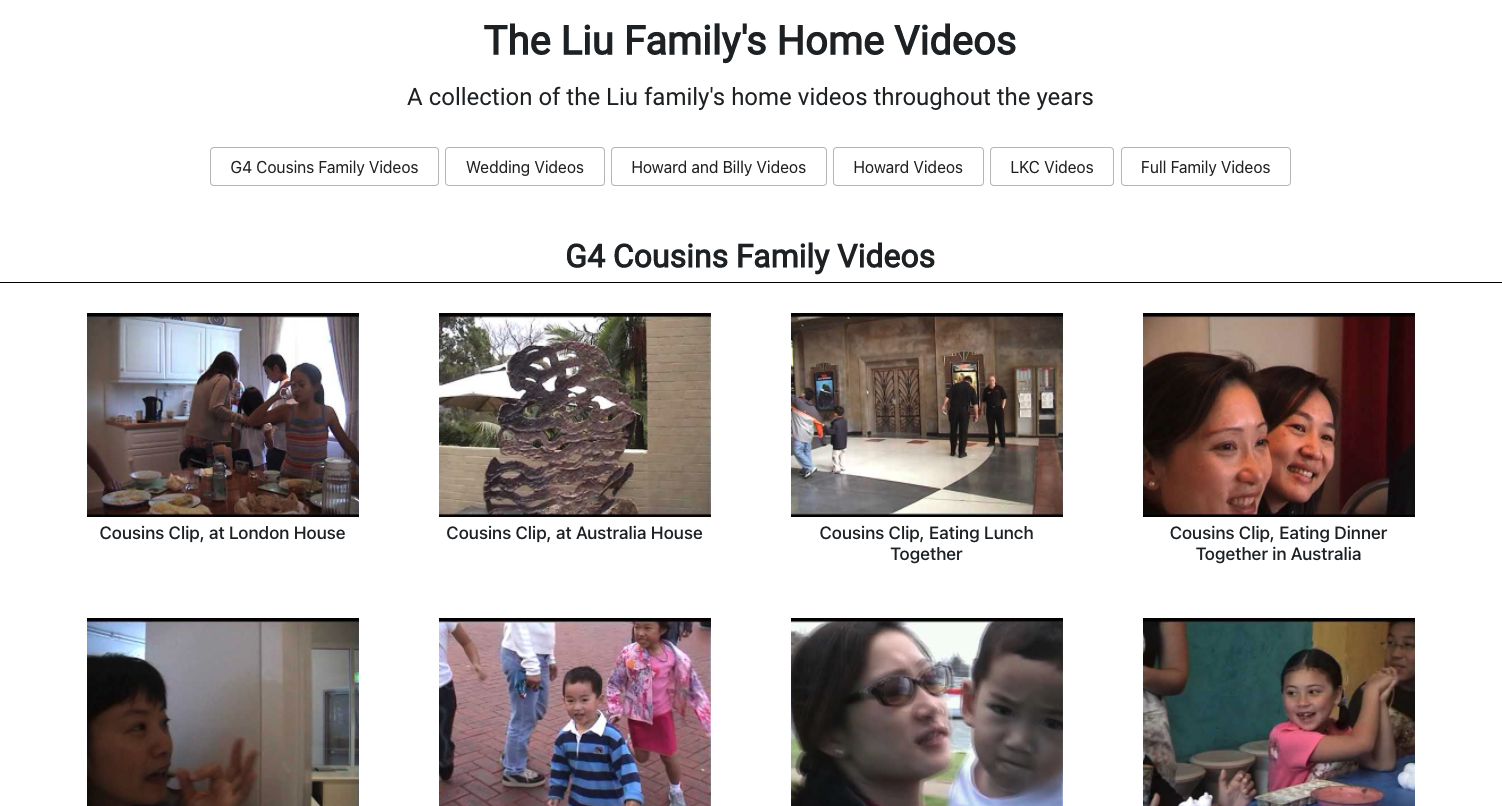 The Liu Family's Home Videos
A collection of the Liu family's home videos throughout the years
G4 Cousins Family Videos
Wedding Videos
Howard and Billy Videos
Howard Videos
LKC Videos
Full Family Videos
G4 Cousins Family Videos
Cousins Clip, at London House
Cousins Clip, at Australia House
Cousins Clip, Eating Lunch
Together
Cousins Clip, Eating Dinner
Together in Australia